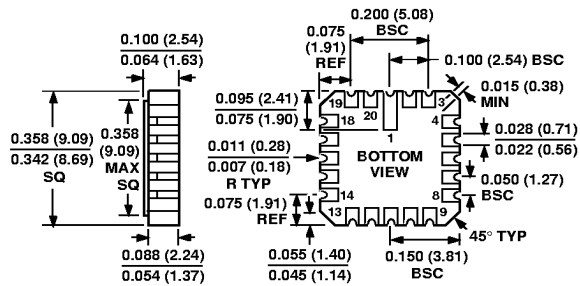 0.100 (2.54)
0.064 (1.63)
0.358 (9.09)
0.342 (8.69)
SQ
0.358
(9.09)
MAX
SQ
0.088 (2.24)
0.054 (1.37)
0.200 (5.08)
BSC
0.075
(1.91)
REF
0.100 (2.54) BSC
0.015 (0.38)
MIN
0.095 (2.41)
0.075 (1.90)
0.011 (0.28)
0.007 (0.18)
R TYP
0.075 (1.91)
REF
0.055 (1.40)
0.045 (1.14)
19
20
3
18
1
4
BOTTOM
VIEW
14
8
13
9
0.028 (0.71)
0.022 (0.56)
0.050 (1.27)
BSC
45° TYP
0.150 (3.81)
BSC